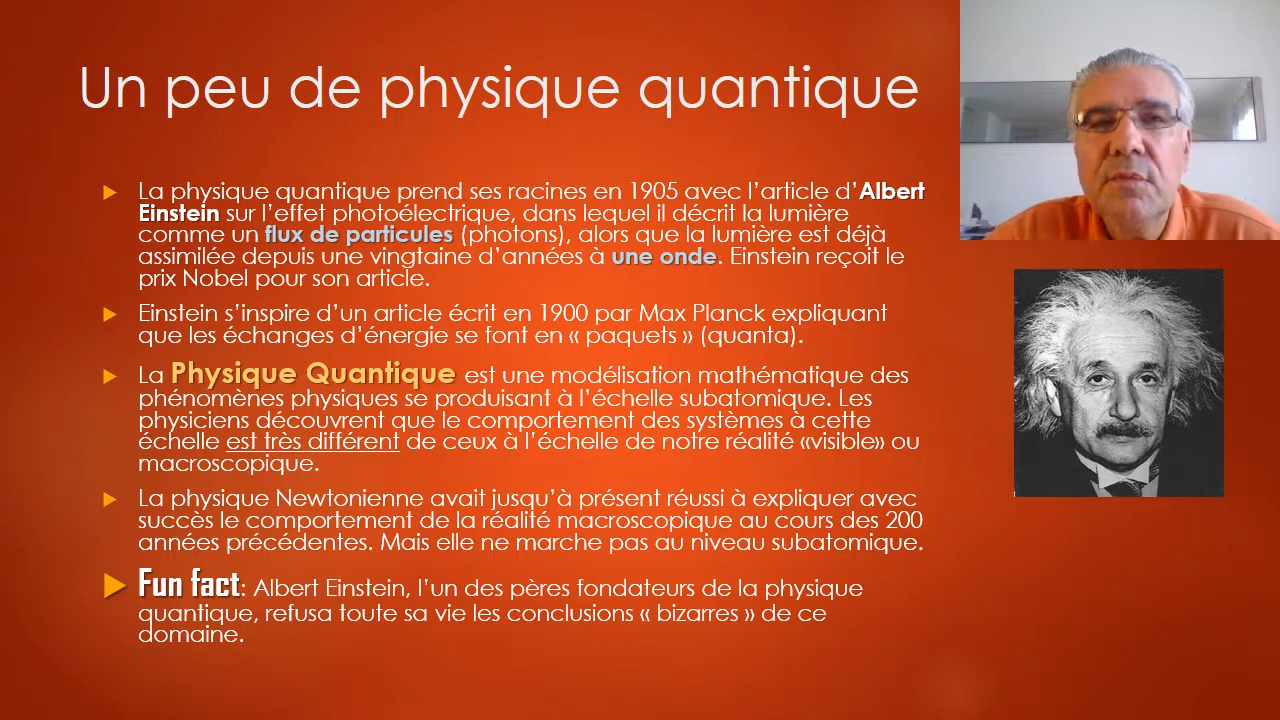 Un peu de physique quantique
La physique quantique prend ses racines en 1905 avec l’article d’Albert
Einstein sur l’effet photoélectrique, dans lequel il décrit la lumière
comme un flux de particules (photons), alors que la lumière est déjà
assimilée depuis une vingtaine d’années à une onde. Einstein reçoit le
prix Nobel pour son article.
Einstein s’inspire d’un article écrit en 1900 par Max Planck expliquant
que les échanges d’énergie se font en « paquets » (quanta).
La Physique Quantique est une modélisation mathématique des
phénomènes physiques se produisant à l’échelle subatomique. Les
physiciens découvrent que le comportement des systèmes à cette
échelle est très différent de ceux à l’échelle de notre réalité «visible» ou
macroscopique.
La physique Newtonienne avait jusqu’à présent réussi à expliquer avec
succès le comportement de la réalité macroscopique au cours des 200
années précédentes. Mais elle ne marche pas au niveau subatomique.
Fun fact: Albert Einstein, l’un des pères fondateurs de la physique
quantique, refusa toute sa vie les conclusions « bizarres » de ce
domaine.